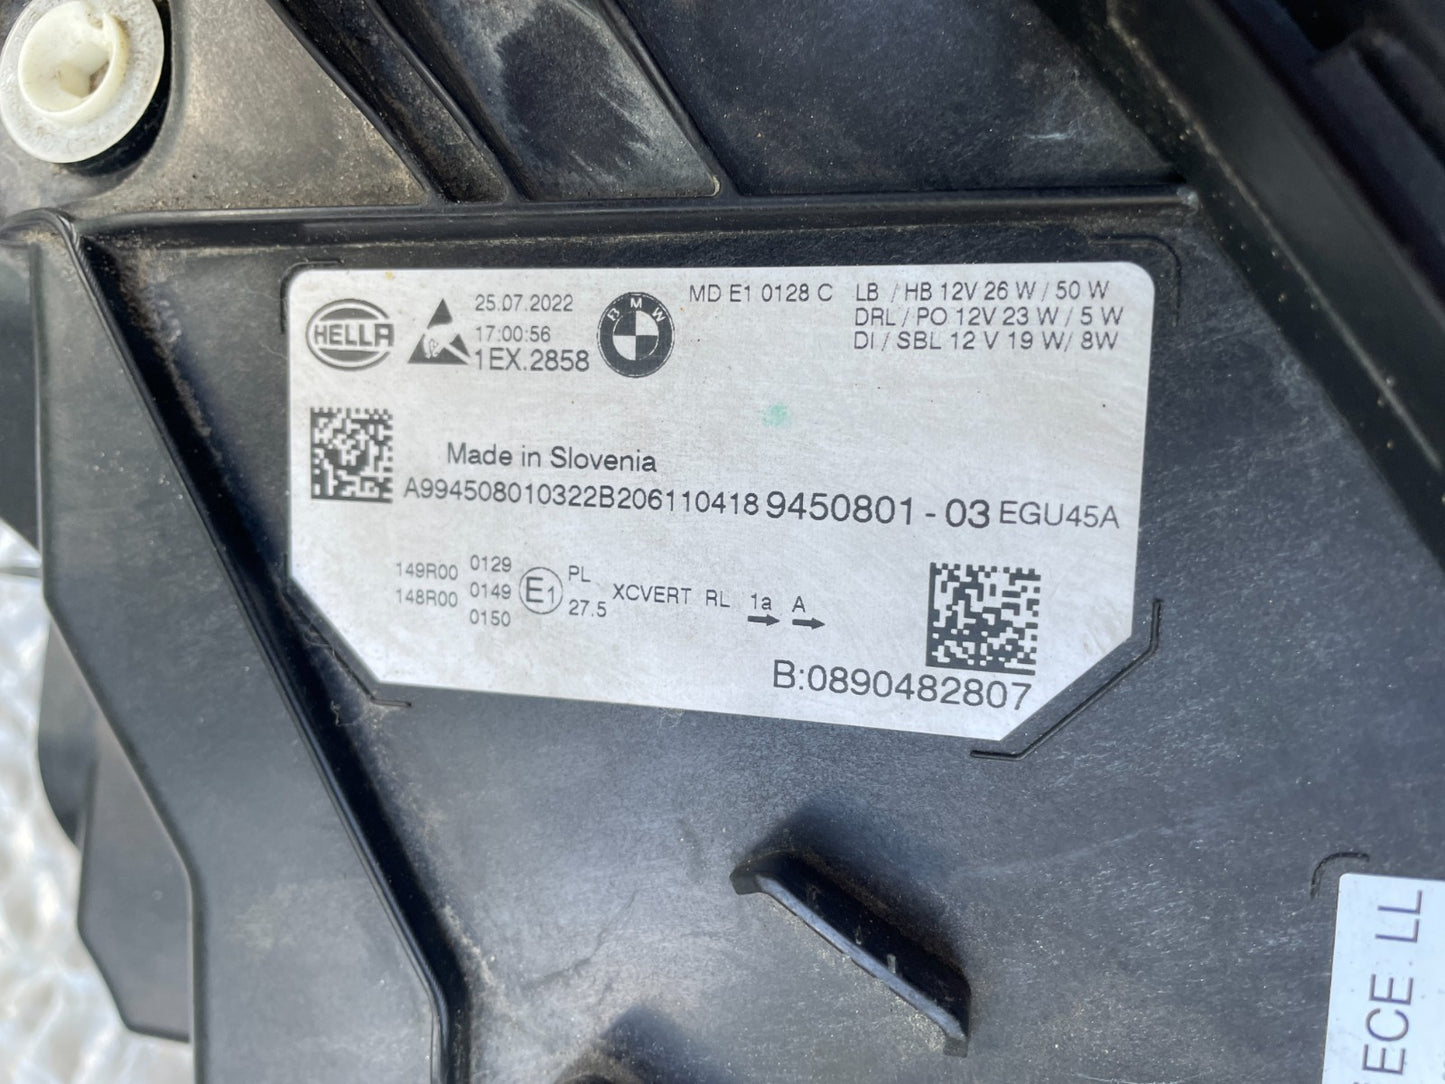 HELLA
25.07.2022
17:00:56
1EX.2858
BMW
MD E1 0128 C
LB / HB 12V 26 W / 50 W
DRL / PO 12V 23 W / 5 W
DI / SBL 12 V 19 W/ 8W
Made in Slovenia
A994508010322B206110418 9450801 - 03 EGU45A
149R00 0129
148R00 0149
0150
E1
PL
27.5
XCVERT RL 1a A
B:0890482807
ECE LL